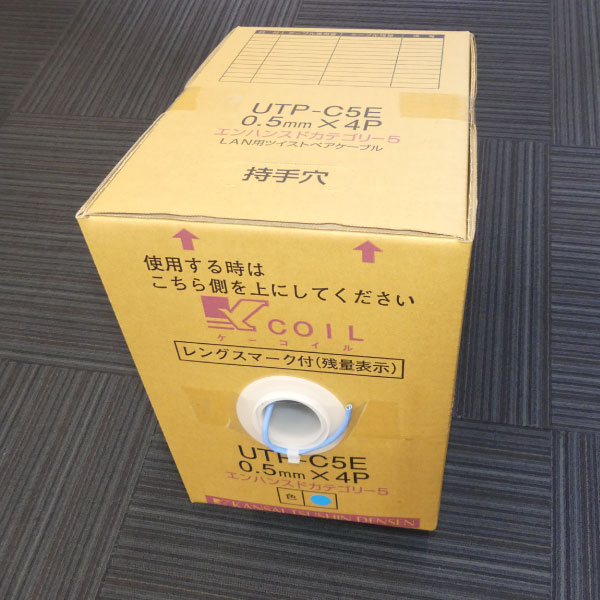 UTP-C5E
0.5mm×4P
エンハンスドカテゴリー5
LAN用ツイストペアケーブル
持手穴
使用する時は
こちら側を上にしてください
K COIL
ケーコイル
レングスマーク付(残量表示)
UTP-C5E
0.5mm×4P
エンハンスドカテゴリー5
色
KANSAI TSUSHIN DENSEN